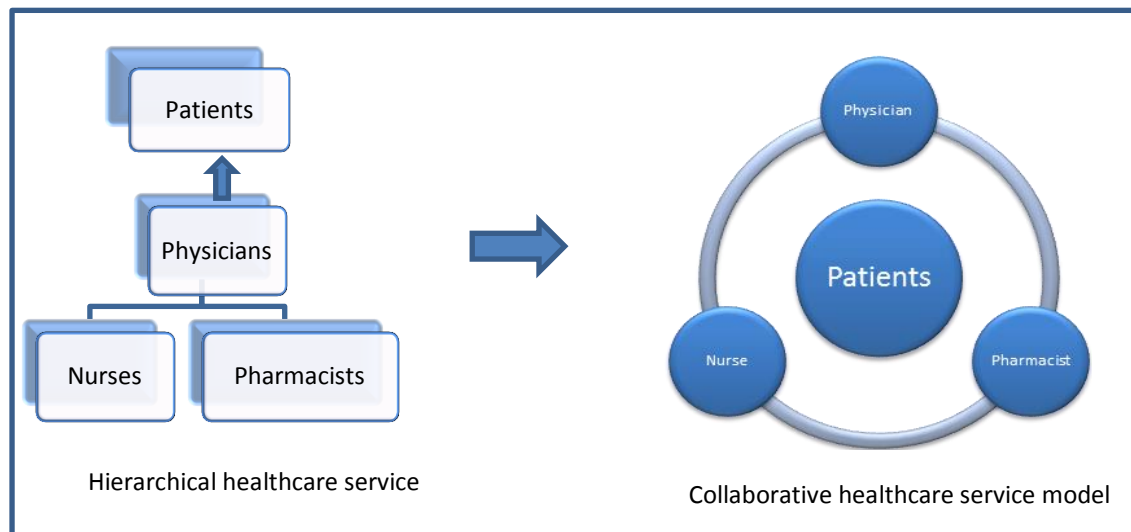 Patients
Physicians
Nurses
Pharmacists
Hierarchical healthcare service
Physician
Patients
Nurse
Pharmacist
Collaborative healthcare service model